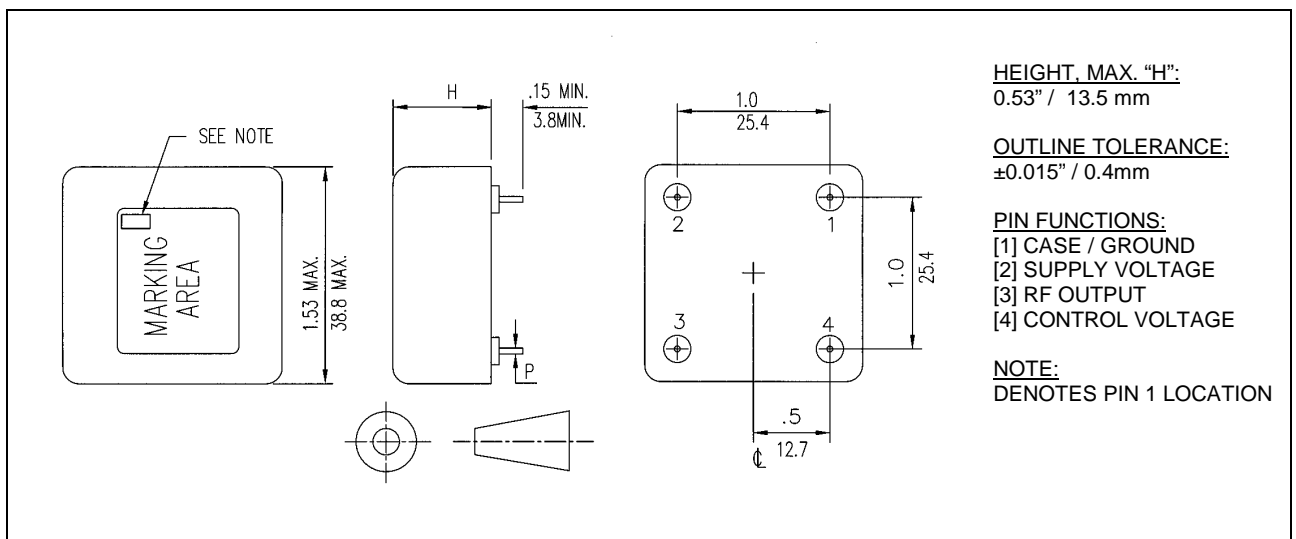 SEE NOTE
MARKING
AREA
1.53 MAX.
38.8 MAX.
H
.15 MIN.
3.8MIN.
P
1.0
25.4
2
1
3
4
1.0
25.4
.5
12.7
℄
HEIGHT, MAX. “H”:
0.53” / 13.5 mm
OUTLINE TOLERANCE:
±0.015” / 0.4mm
PIN FUNCTIONS:
[1] CASE / GROUND
[2] SUPPLY VOLTAGE
[3] RF OUTPUT
[4] CONTROL VOLTAGE
NOTE:
DENOTES PIN 1 LOCATION